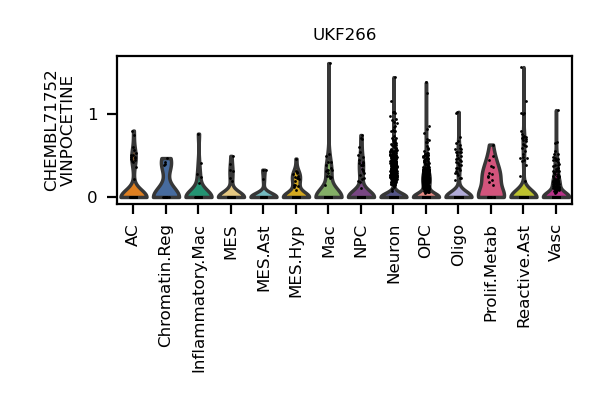 UKF266
CHEMBL71752
VINPOCETINE
1
0
AC
Chromatin.Reg
Inflammatory.Mac
MES
MES.Ast
MES.Hyp
Mac
NPC
Neuron
OPC
Oligo
Prolif.Metab
Reactive.Ast
Vasc